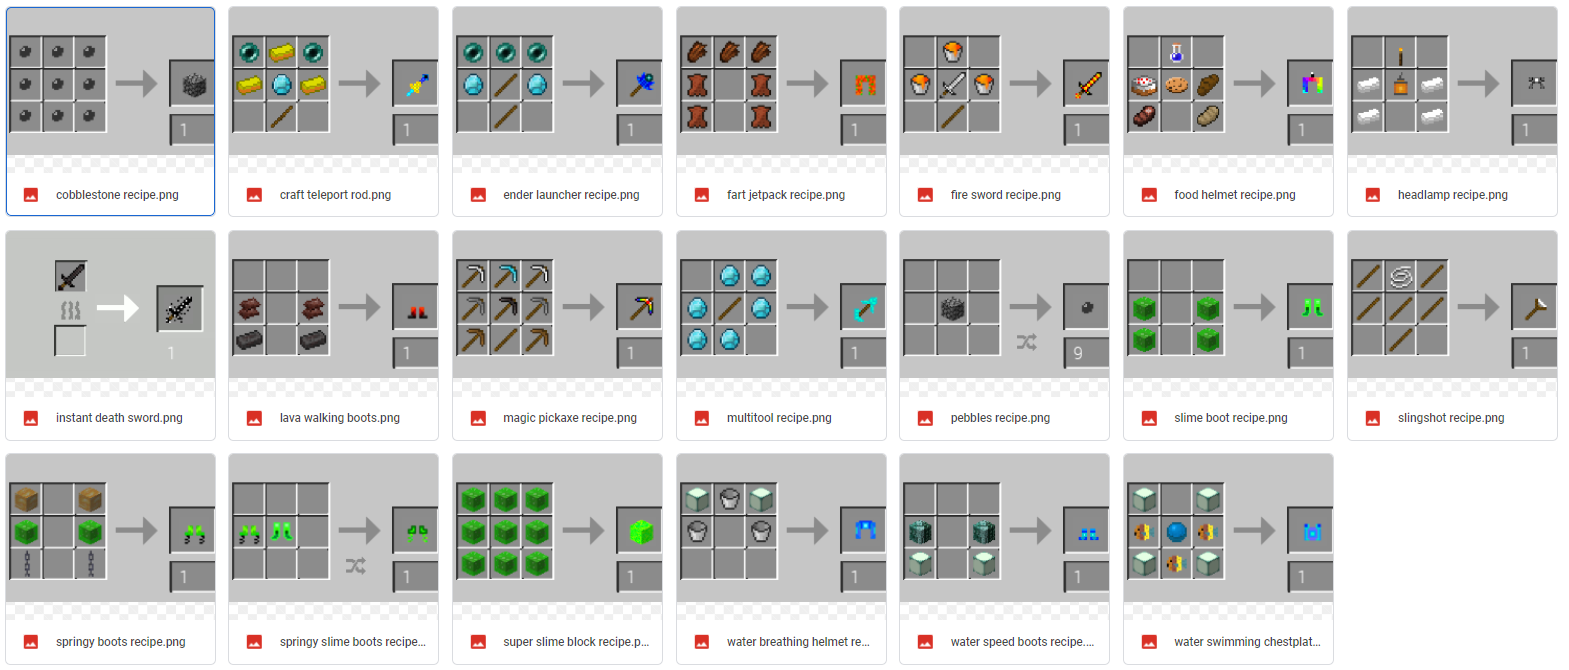 1
1
1
1
1
1
1
cobblestone recipe.png
craft teleport rod.png
ender launcher recipe.png
fart jetpack recipe.png
fire sword recipe.png
food helmet recipe.png
headlamp recipe.png
1
1
1
1
9
1
1
instant death sword.png
lava walking boots.png
magic pickaxe recipe.png
multitool recipe.png
pebbles recipe.png
slime boot recipe.png
slingshot recipe.png
1
1
1
1
1
1
springy boots recipe.png
springy slime boots recipe...
super slime block recipe.p...
water breathing helmet re...
water speed boots recipe....
water swimming chestplat...